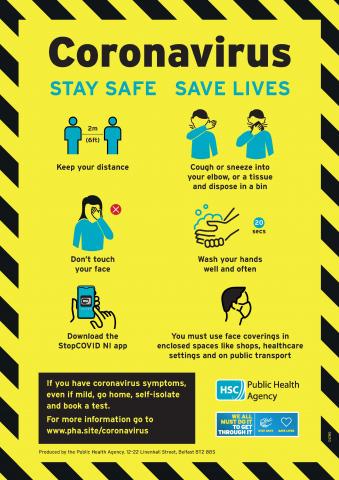 Coronavirus
STAY SAFE SAVE LIVES
2m
(6ft)
Keep your distance
Cough or sneeze into
your elbow, or a tissue
and dispose in a bin
Don't touch
your face
20
secs
Wash your hands
well and often
Download the
StopCOVID NI app
You must use face coverings in
enclosed spaces like shops, healthcare
settings and on public transport
If you have coronavirus symptoms,
even if mild, go home, self-isolate
and book a test.
For more information go to
www.pha.site/coronavirus
HSC Public Health
Agency
WE ALL
MUST DO IT
TO GET
THROUGH IT
STAY SAFE
SAVE LIVES
Produced by the Public Health Agency, 12-22 Linenhall Street, Belfast BT2 8BS